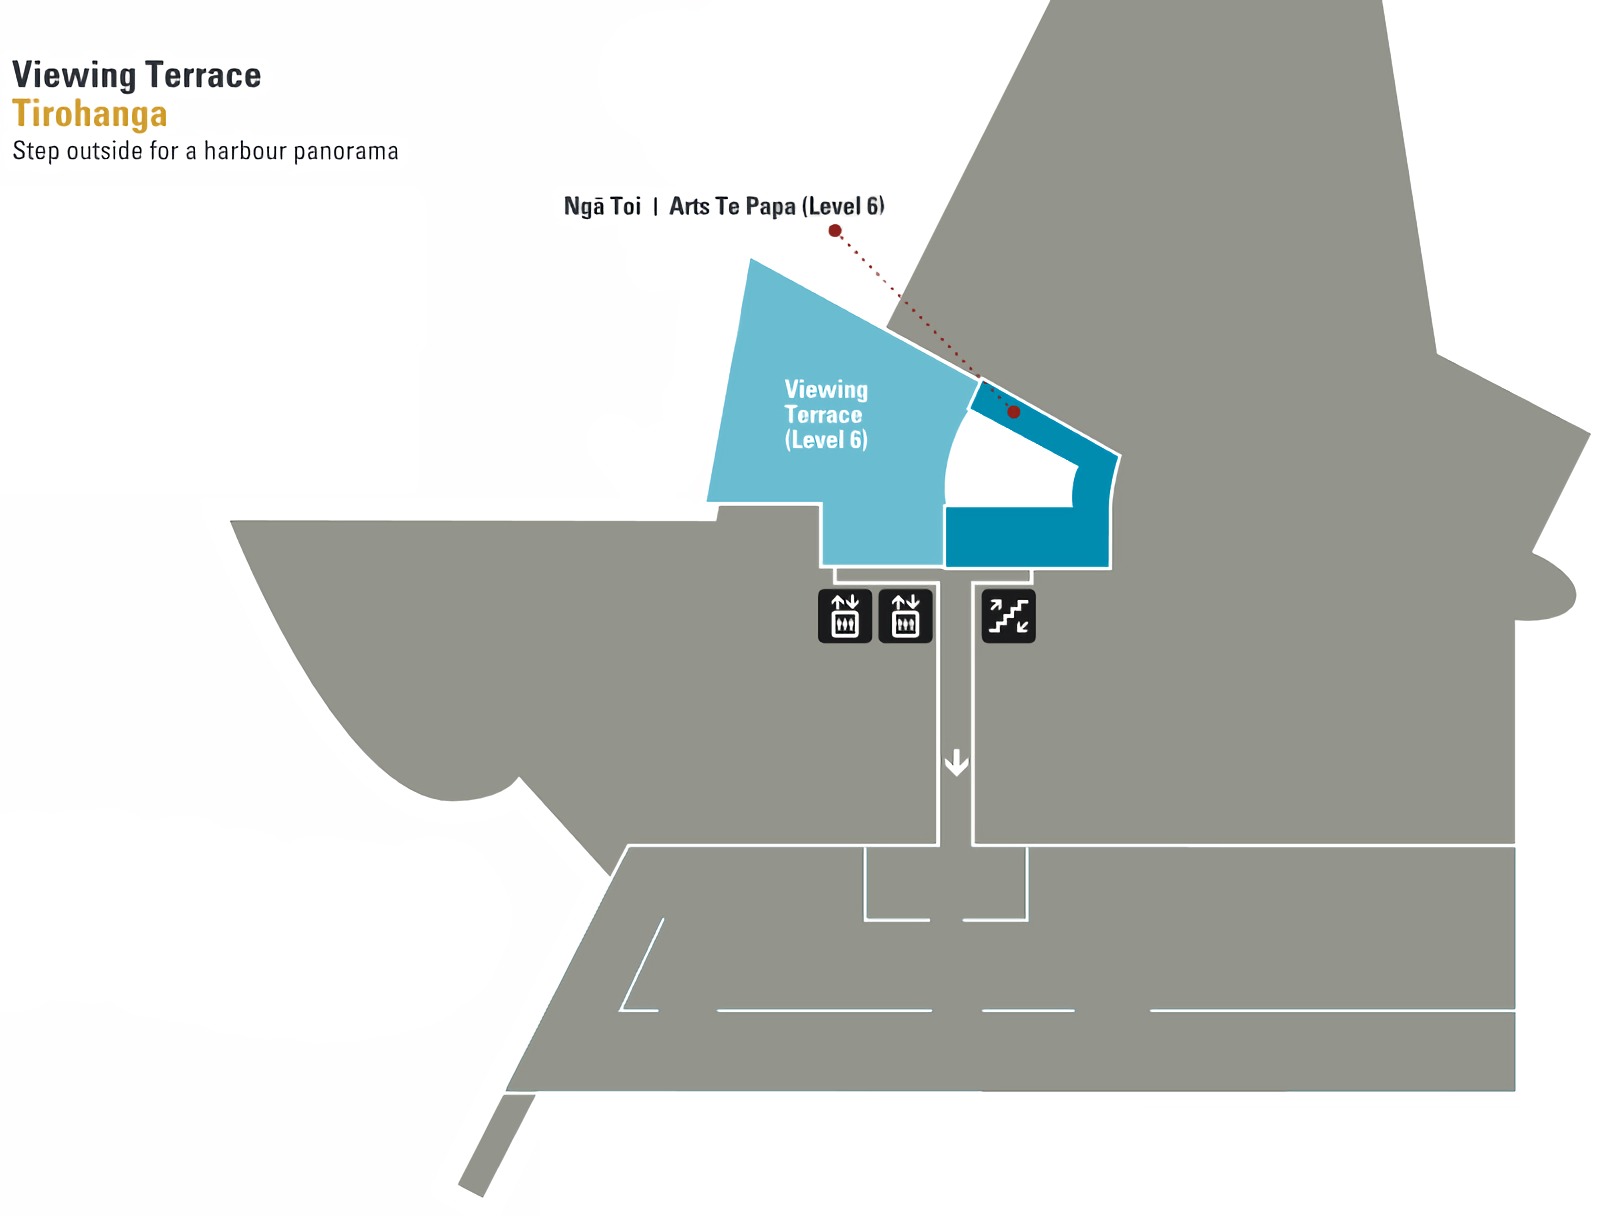 Viewing Terrace
Tirohanga
Step outside for a harbour panorama
Ngā Toi | Arts Te Papa (Level 6)
Viewing
Terrace
(Level 6)